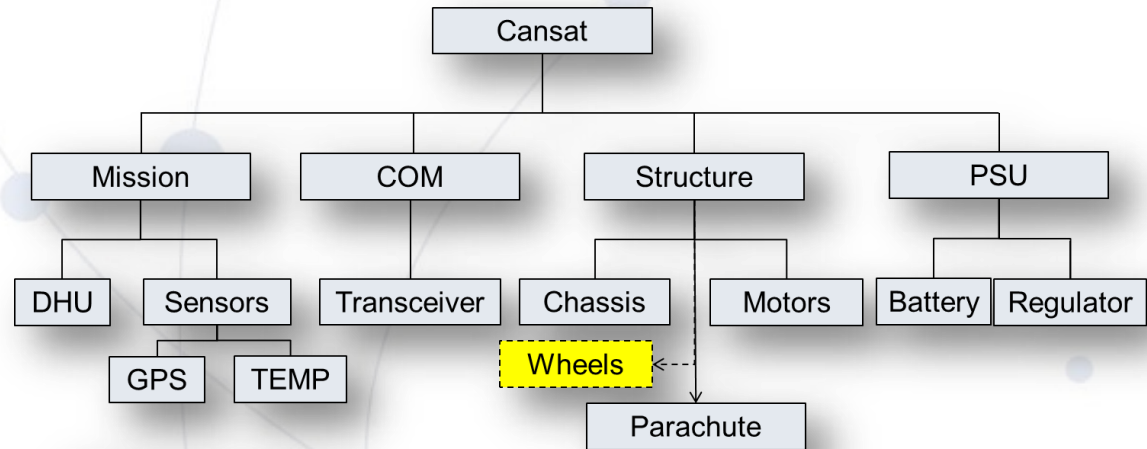 Cansat
Mission
COM
Structure
PSU
DHU
Sensors
Transceiver
Chassis
Motors
Battery
Regulator
Wheels
GPS
TEMP
Parachute